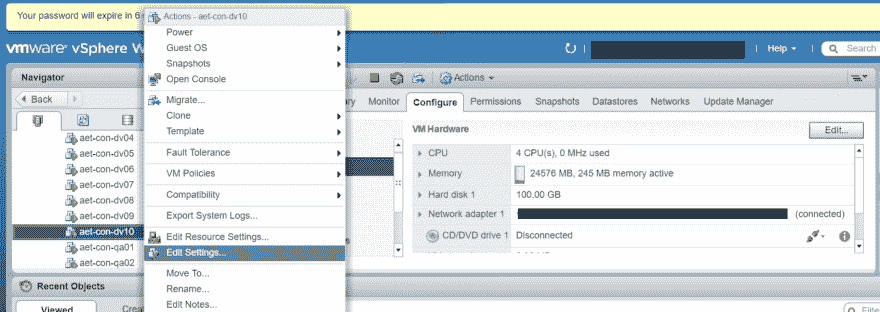 Your password will expire in 6
Actions - aet-con-dv10
vmware® vSphere W
Help
Search
Navigator
Actions
Back
Power
Guest OS
Snapshots
Open Console
Migrate...
Clone
Template
Fault Tolerance
VM Policies
Compatibility
Export System Logs...
Edit Resource Settings...
Edit Settings...
Move To...
Rename...
Edit Notes...
Monitor
Configure
Permissions
Snapshots
Datastores
Networks
Update Manager
aet-con-dv04
aet-con-dv05
aet-con-dv06
aet-con-dv07
aet-con-dv08
aet-con-dv09
aet-con-dv10
aet-con-qa01
aet-con-qa02
VM Hardware
Edit...
CPU
4 CPU(s), 0 MHz used
Memory
24576 MB, 245 MB memory active
Hard disk 1
100.00 GB
Network adapter 1
(connected)
CD/DVD drive 1
Disconnected
Recent Objects
Viewed
Crea
Filte